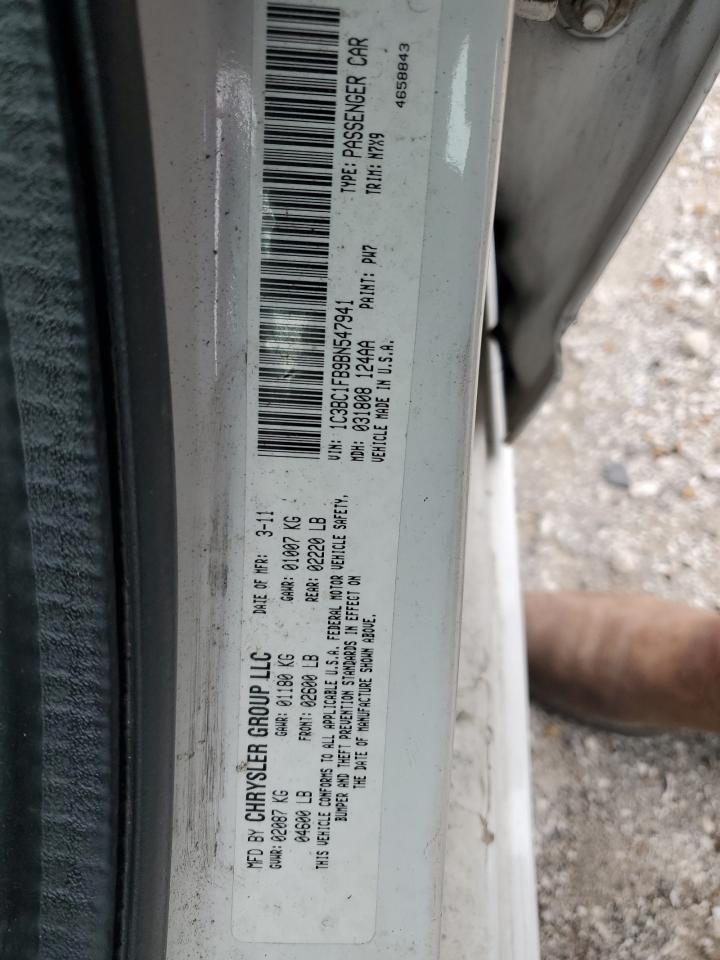 MFD BY CHRYSLER GROUP LLC DATE OF MFR: 3-11
GVWR: 02087 KG GAWR: 01180 KG GAWR: 01007 KG
04600 LB FRONT: 02600 LB REAR: 02220 LB
THIS VEHICLE CONFORMS TO ALL APPLICABLE U.S.A. FEDERAL MOTOR VEHICLE SAFETY,
BUMPER AND THEFT PREVENTION STANDARDS IN EFFECT ON
THE DATE OF MANUFACTURE SHOWN ABOVE.
VIN: 1C3BC1FB9BN547941 TYPE: PASSENGER CAR
MDH: 031808 124AA PAINT: PW7 TRIM: N7X9
VEHICLE MADE IN U.S.A.
4658843